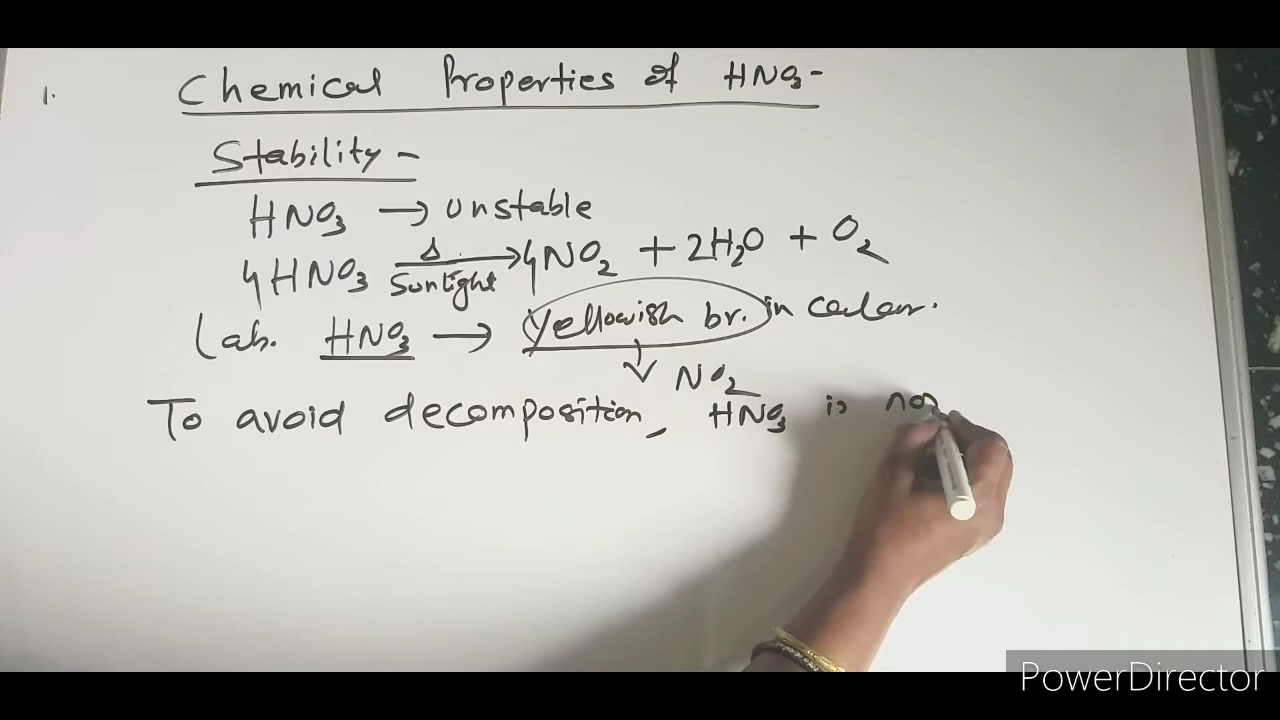 1. Chemical Properties of HNO₃-
Stability -
HNO₃ → unstable
4HNO₃ Δ Sunlight → 4NO₂ + 2H₂O + O₂
Lab. HNO₃ → Yellowish br. in
↓ NO₂
To avoid decomposition, HNO₃ is no
PowerDirector